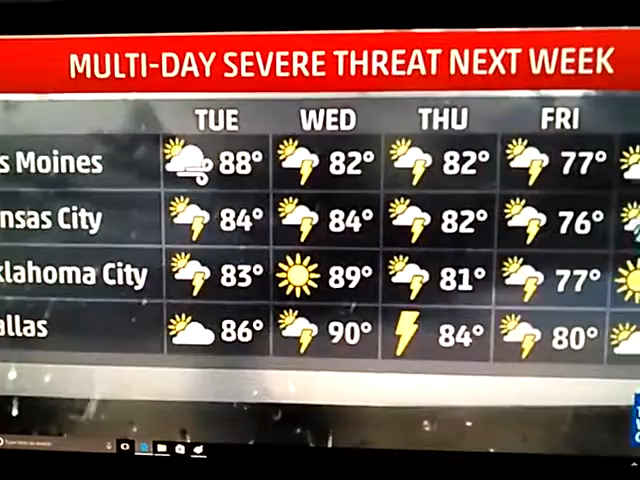 MULTI-DAY SEVERE THREAT NEXT WEEK
TUE WED THU FRI
s Moines 88° 82° 82° 77°
nsas City 84° 84° 82° 76°
klahoma City 83° 89° 81° 77°
allas 86° 90° 84° 80°